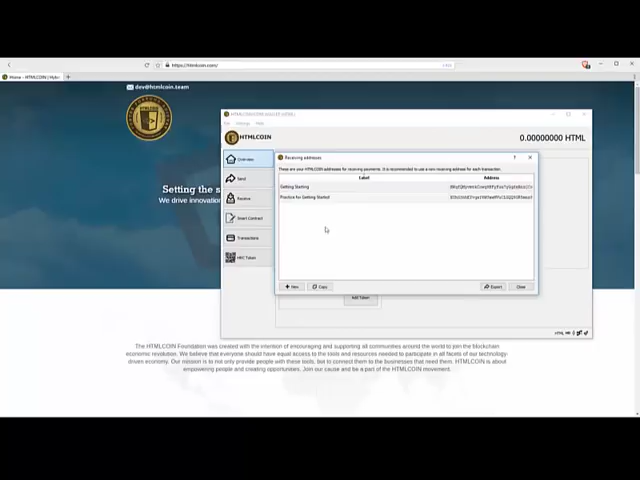 https://htmlcoin.com/
Home - HTMLCOIN | Hybri
dev@htmlcoin.team
HTMLCOIN
0.00000000 HTML
Receiving addresses
These are your HTMLCOIN addresses for receiving payments. It is recommended to use a new receiving address for each transaction.
Label
Address
Getting Started
Practice for Getting Started
Overview
Send
Receive
Smart Contract
Transactions
HRC Token
Setting the s
We drive innovation
New
Copy
Export
Close
Add Token
HTML
The HTMLCOIN Foundation was created with the intention of encouraging and supporting all communities around the world to join the blockchain
economic revolution. We believe that everyone should have equal access to the tools and resources needed to participate in all facets of our technology-
driven economy. Our mission is to not only provide people with these tools, but to connect them to the businesses that need them. HTMLCOIN is about
empowering people and creating opportunities. Join our cause and be a part of the HTMLCOIN movement.